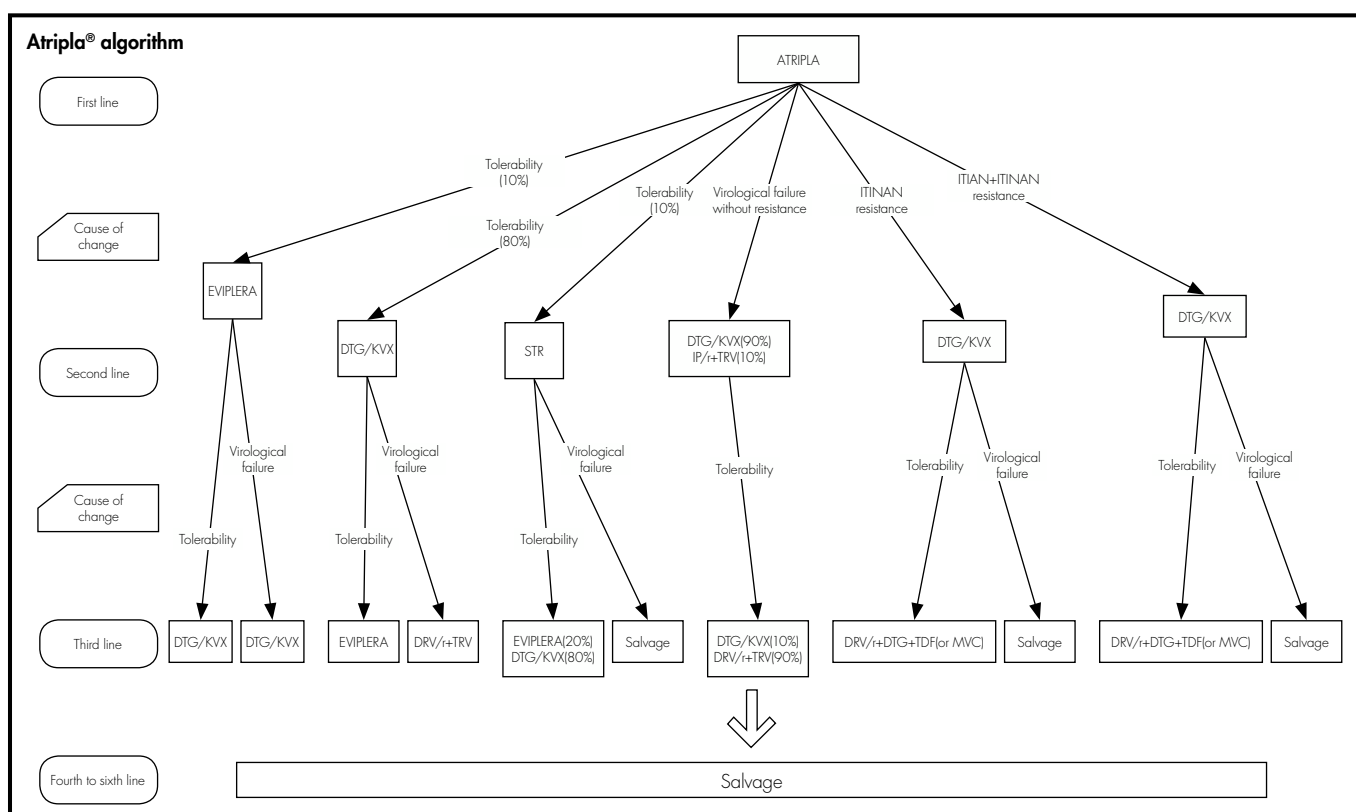 Atripla® algorithm
ATRIPLA
First line
Tolerability
(10%)
Tolerability
(80%)
Tolerability
(10%)
Virological failure
without resistance
ITINAN
resistance
ITIAN+ITINAN
resistance
Cause of
change
EVIPLERA
DTG/KVX
STR
DTG/KVX(90%)
IP/r+TRV(10%)
DTG/KVX
DTG/KVX
Second line
Virological
failure
Virological
failure
Virological
failure
Tolerability
Tolerability
Virological
failure
Tolerability
Virological
failure
Cause of
change
Tolerability
Tolerability
Tolerability
Third line
DTG/KVX
DTG/KVX
EVIPLERA
DRV/r+TRV
EVIPLERA(20%)
DTG/KVX(80%)
Salvage
DTG/KVX(10%)
DRV/r+TRV(90%)
DRV/r+DTG+TDF(or MVC)
Salvage
DRV/r+DTG+TDF(or MVC)
Salvage
Fourth to sixth line
Salvage